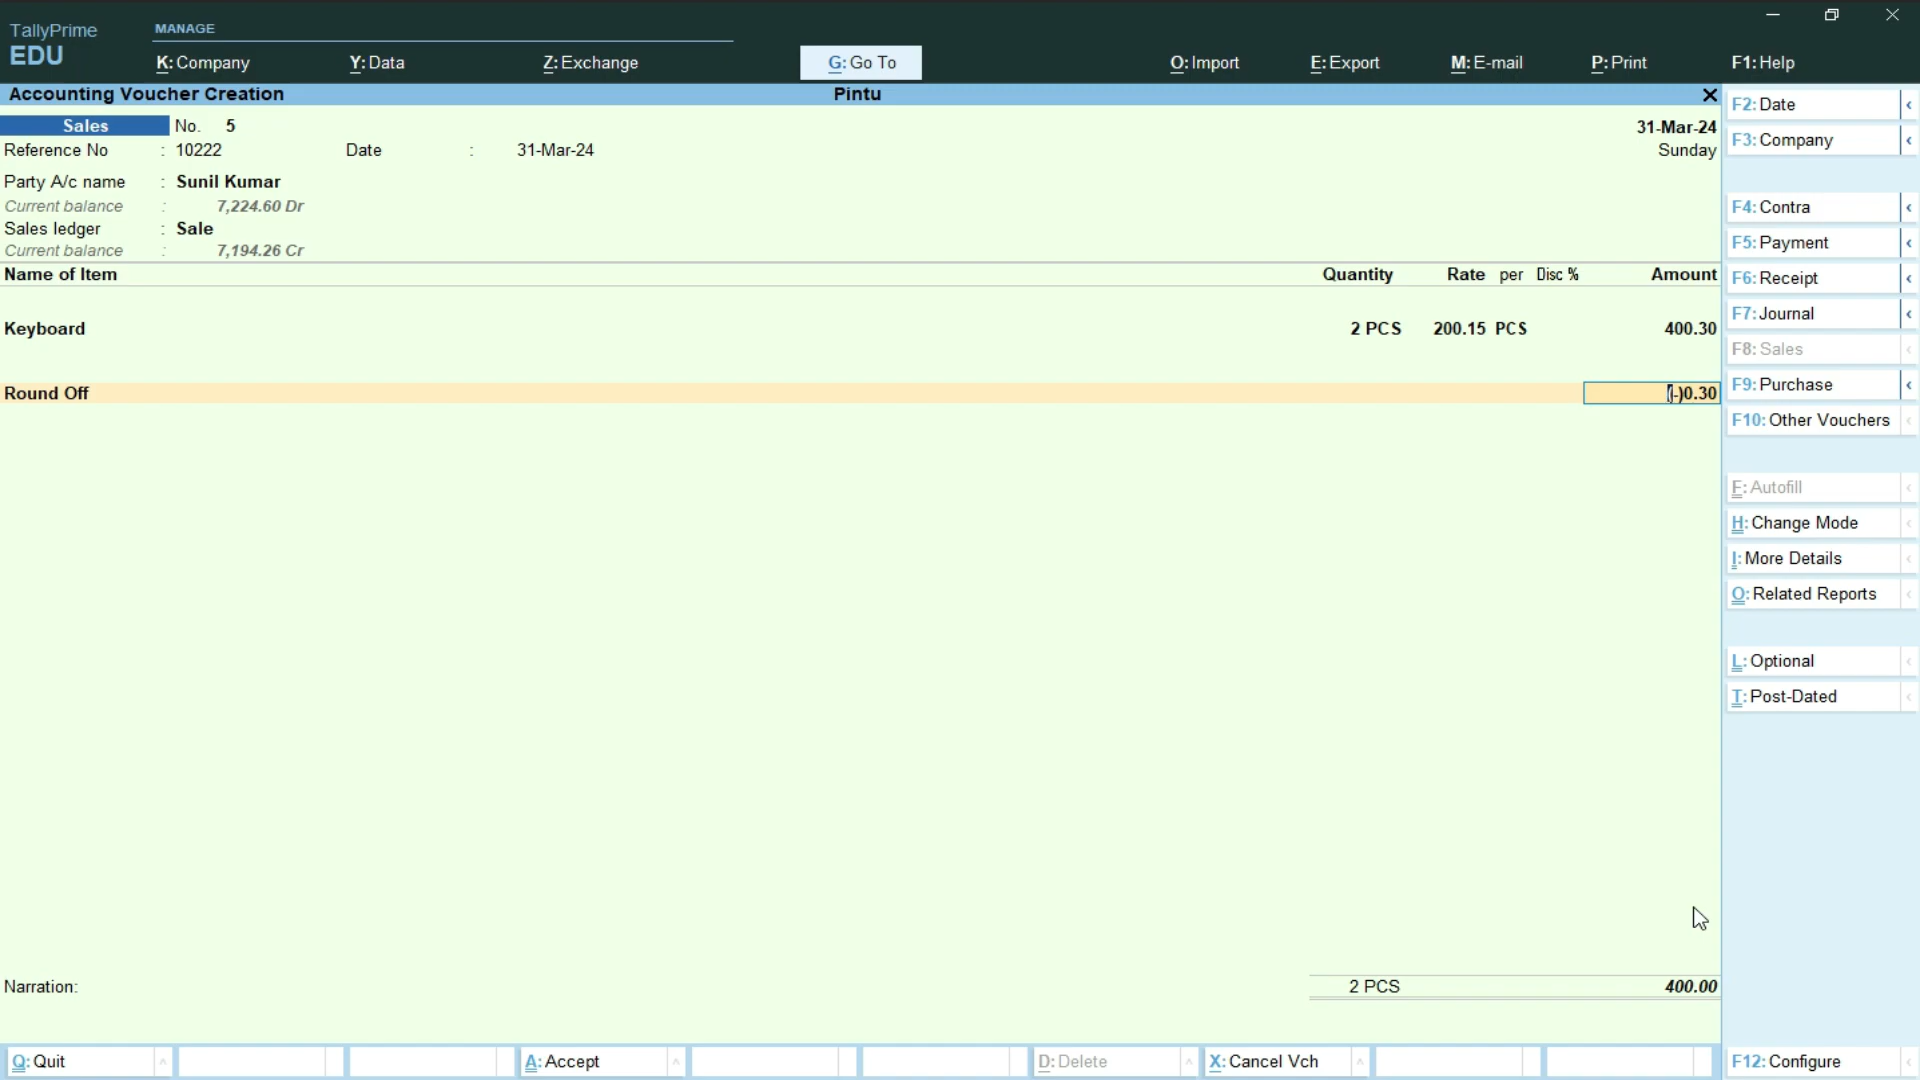 TallyPrime
EDU
MANAGE
K: Company
Y: Data
Z: Exchange
G: Go To
O: Import
E: Export
M: E-mail
P: Print
F1: Help
Accounting Voucher Creation
Pintu
Sales No. 5
31-Mar-24
Reference No : 10222 Date : 31-Mar-24
Sunday
Party A/c name : Sunil Kumar
Current balance : 7,224.60 Dr
Sales ledger : Sale
Current balance : 7,194.26 Cr
Name of Item Quantity Rate per Disc % Amount
Keyboard 2 PCS 200.15 PCS 400.30
Round Off (-)0.30
Narration: 2 PCS 400.00
F2: Date
F3: Company
F4: Contra
F5: Payment
F6: Receipt
F7: Journal
F8: Sales
F9: Purchase
F10: Other Vouchers
F: Autofill
H: Change Mode
I: More Details
O: Related Reports
L: Optional
T: Post-Dated
Q: Quit
A: Accept
D: Delete
X: Cancel Vch
F12: Configure